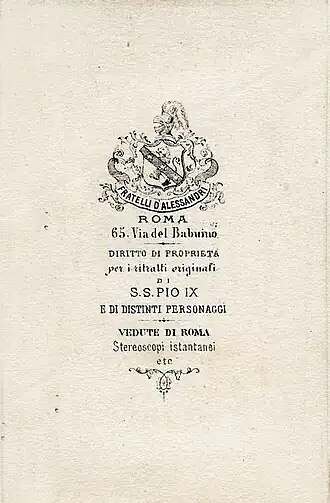 FRATELLI D'ALESSANDRI
ROMA
65. Via del Babuino
DIRITTO DI PROPRIETÁ
per i ritratti originali
DI
S.S. PIO IX
E DI DISTINTI PERSONAGGI
VEDUTE DI ROMA
Stereoscopi istantanei
etc